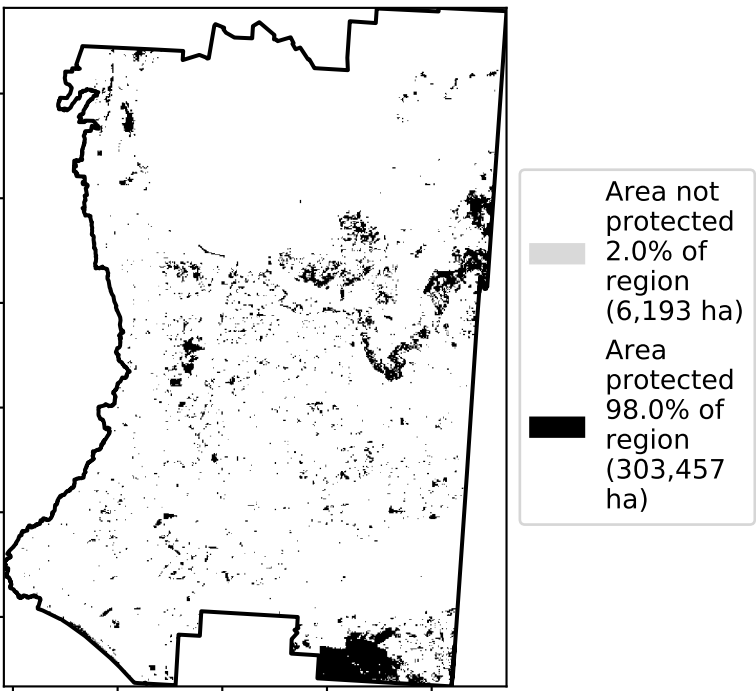 Area not
protected
2.0% of
region
(6,193 ha)
Area
protected
98.0% of
region
(303,457
ha)